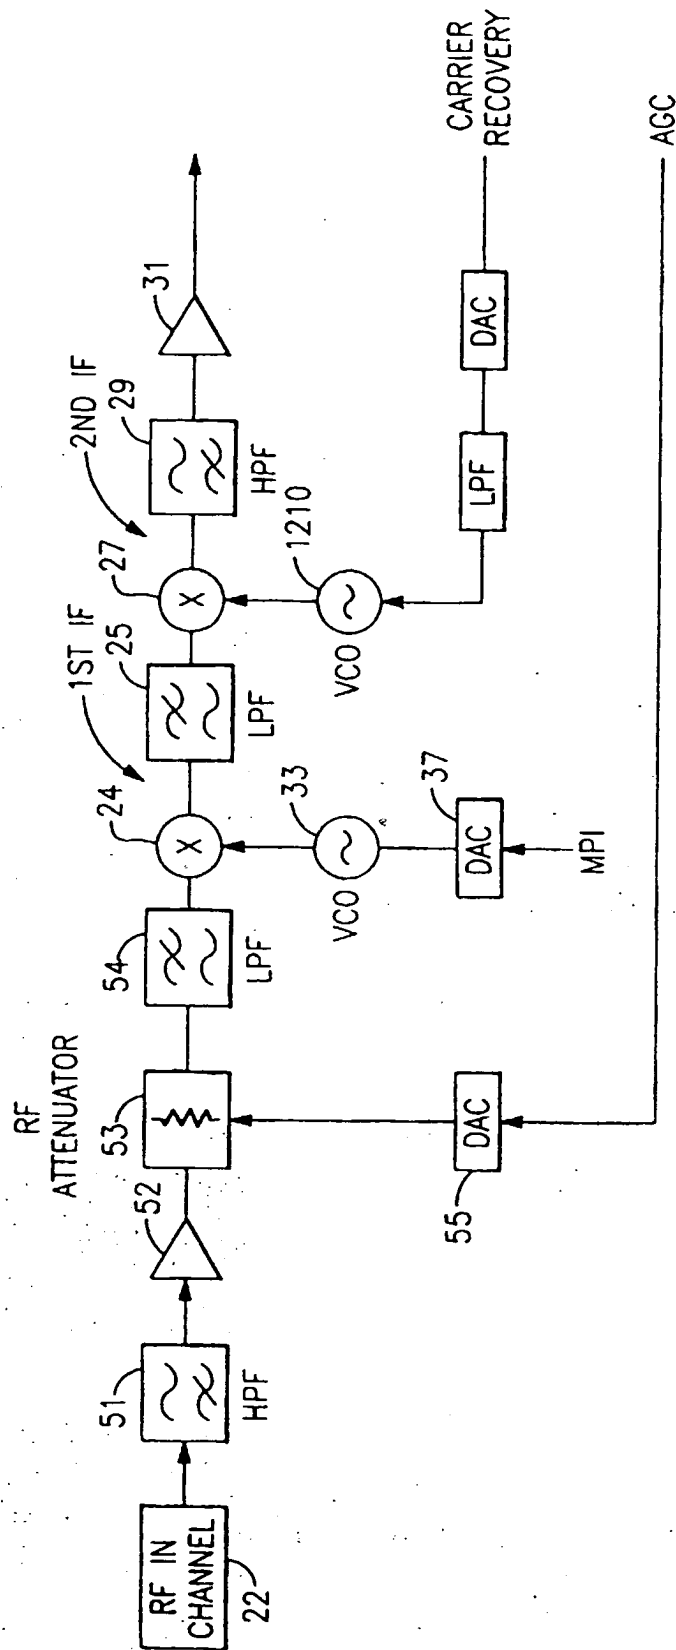 RF IN
CHANNEL
22
51
HPF
52
RF
ATTENUATOR
53
DAC
55
54
LPF
24
X
1ST IF
33
VCO
37
DAC
MPI
25
LPF
27
X
2ND IF
1210
VCO
29
HPF
31
LPF
DAC
CARRIER
RECOVERY
AGC